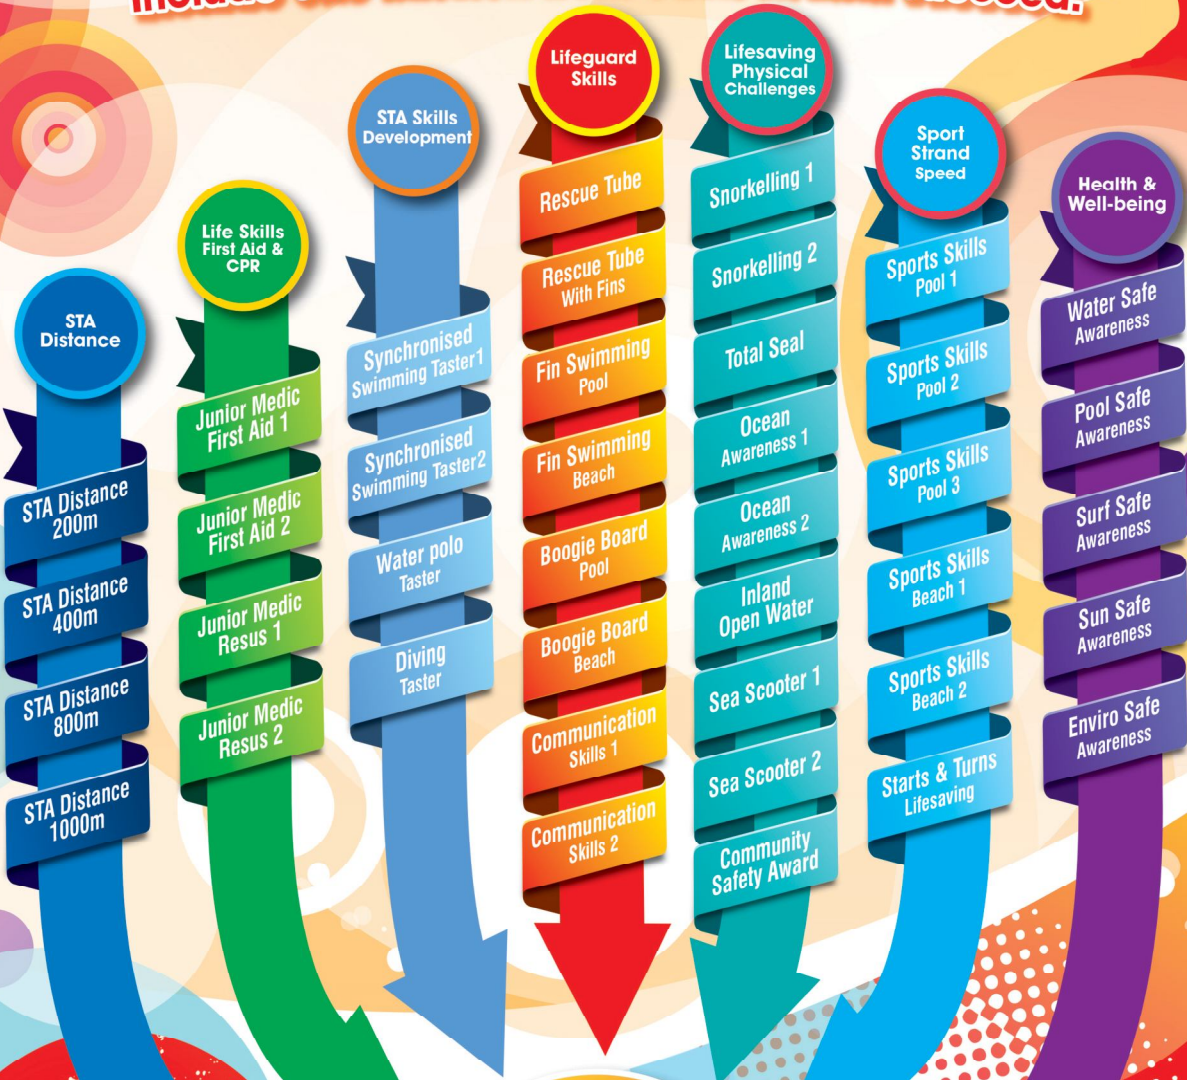 STA
Distance
STA Distance
200m
STA Distance
400m
STA Distance
800m
STA Distance
1000m
Life Skills
First Aid &
CPR
Junior Medic
First Aid 1
Junior Medic
First Aid 2
Junior Medic
Resus 1
Junior Medic
Resus 2
STA Skills
Development
Synchronised
Swimming Taster1
Synchronised
Swimming Taster2
Water polo
Taster
Diving
Taster
Lifeguard
Skills
Rescue Tube
Rescue Tube
With Fins
Fin Swimming
Pool
Fin Swimming
Beach
Boogie Board
Pool
Boogie Board
Beach
Communication
Skills 1
Communication
Skills 2
Lifesaving
Physical
Challenges
Snorkelling 1
Snorkelling 2
Total Seal
Ocean
Awareness 1
Ocean
Awareness 2
Inland
Open Water
Sea Scooter 1
Sea Scooter 2
Community
Safety Award
Sport
Strand
Speed
Sports Skills
Pool 1
Sports Skills
Pool 2
Sports Skills
Pool 3
Sports Skills
Beach 1
Sports Skills
Beach 2
Starts & Turns
Lifesaving
Health &
Well-being
Water Safe
Awareness
Pool Safe
Awareness
Surf Safe
Awareness
Sun Safe
Awareness
Enviro Safe
Awareness